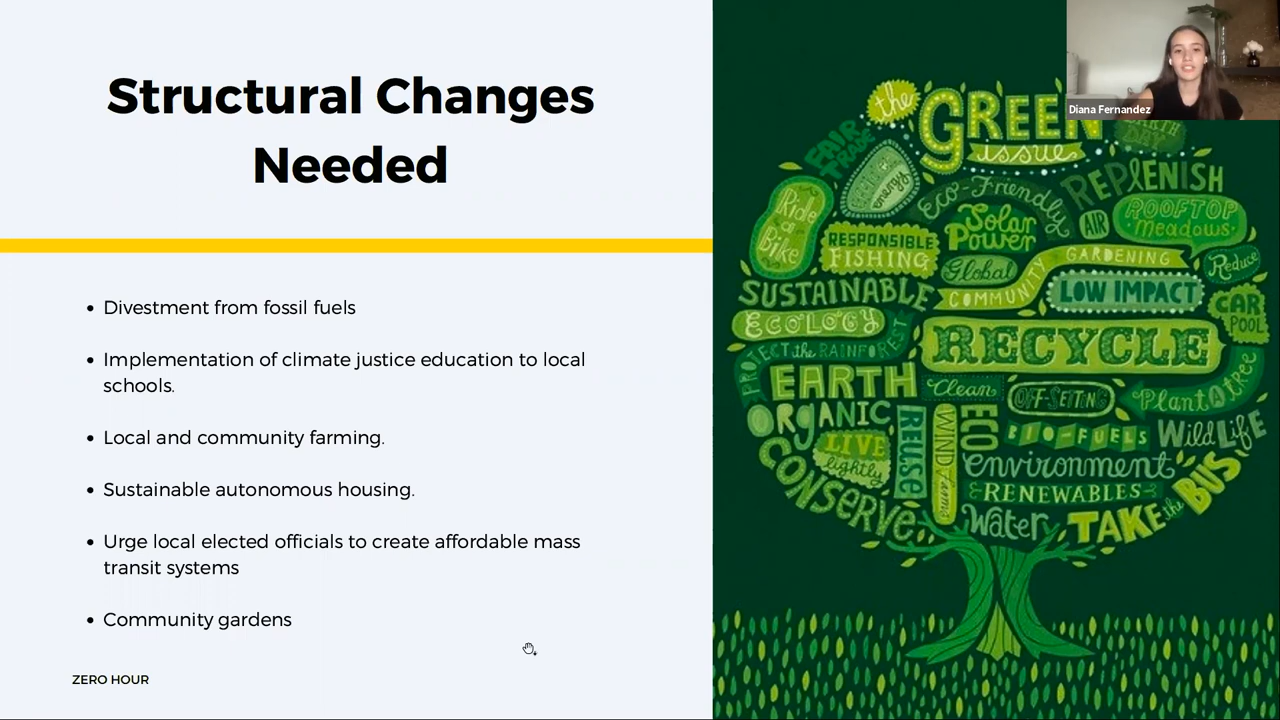 Structural Changes
Needed
• Divestment from fossil fuels
• Implementation of climate justice education to local
schools.
• Local and community farming.
• Sustainable autonomous housing.
• Urge local elected officials to create affordable mass
transit systems
• Community gardens
ZERO HOUR
Diana Fernandez
the GREEN
issue
FAIR
TRADE
energy
Eco-Friendly
REPLENISH
Ride
a
Bike
Solar
Power
AIR
ROOFTOP
Meadows
RESPONSIBLE
FISHING
Global
COMMUNITY GARDENING
Reduce
SUSTAINABLE
LOW IMPACT
CAR
POOL
ECOLOGY
RECYCLE
PROTECT the RAINFOREST
EARTH
Clean
OFF-SETTING
Plant A tree
ORGANIC
LIVE
lightly
REUSE
WIND Farms
ECO
BIO-FUELS
WildLiFE
CONSERVE
environment
RENEWABLES
Water
TAKE the BUS